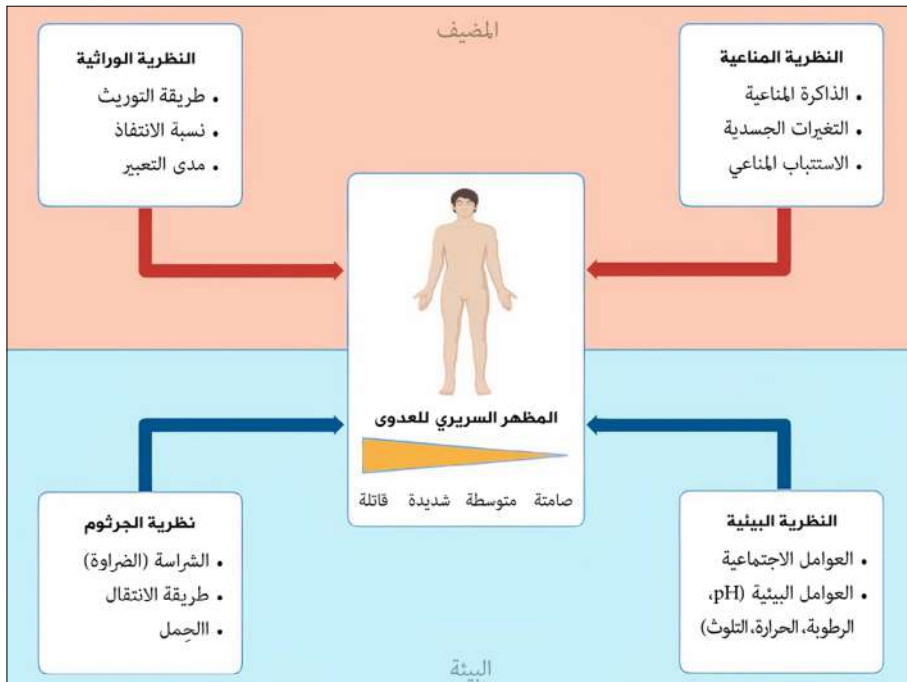 المضيف
النظرية المناعية
• الذاكرة المناعية
• التغيرات الجسدية
• الاستتباب المناعي
النظرية الوراثية
• طريقة التوريث
• نسبة الانتفاذ
• مدى التعبير
المظهر السريري للعدوى
صامتة متوسطة شديدة قاتلة
النظرية البيئية
• العوامل الاجتماعية
• العوامل البيئية (pH،
الرطوبة، الحرارة، التلوث)
نظرية الجرثوم
• الشراسة (الضراوة)
• طريقة الانتقال
• االحِمل
البيئة